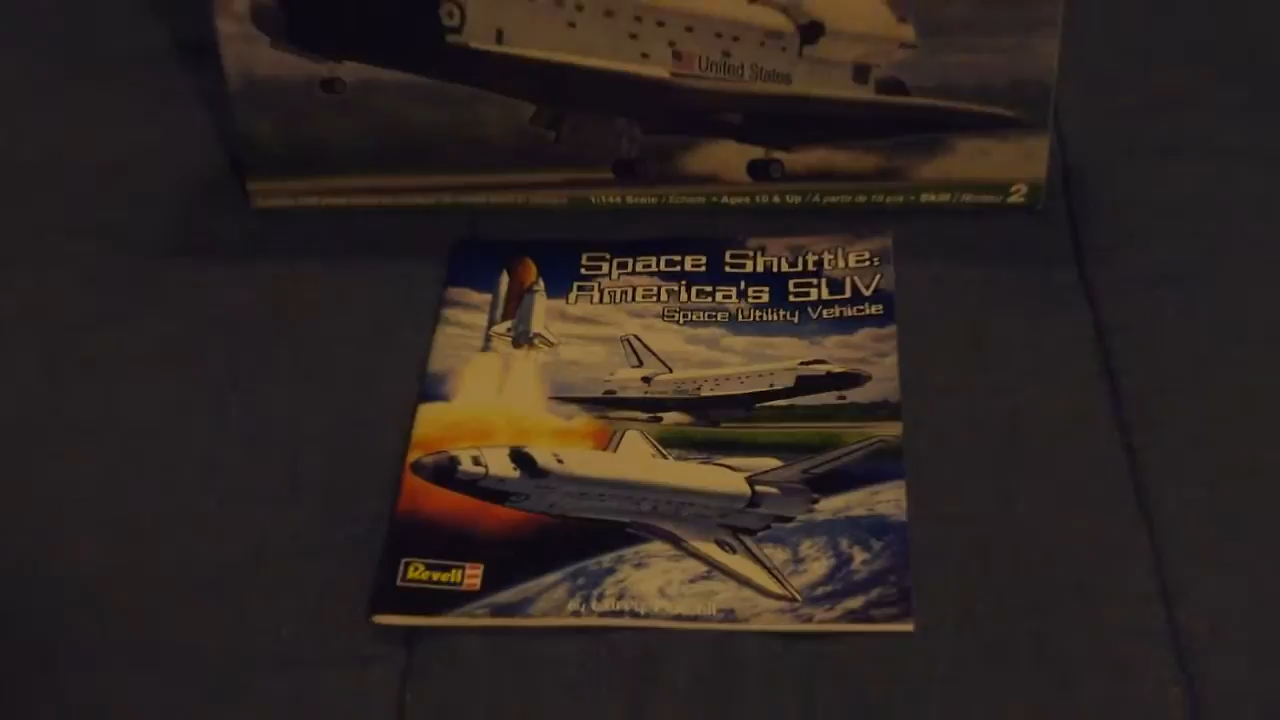 United States
1:144 Scale / Echelle • Ages 10 & Up / À partir de 10 ans • Skill / Niveau 2
Space Shuttle:
America's SUV
Space Utility Vehicle
Revell
by